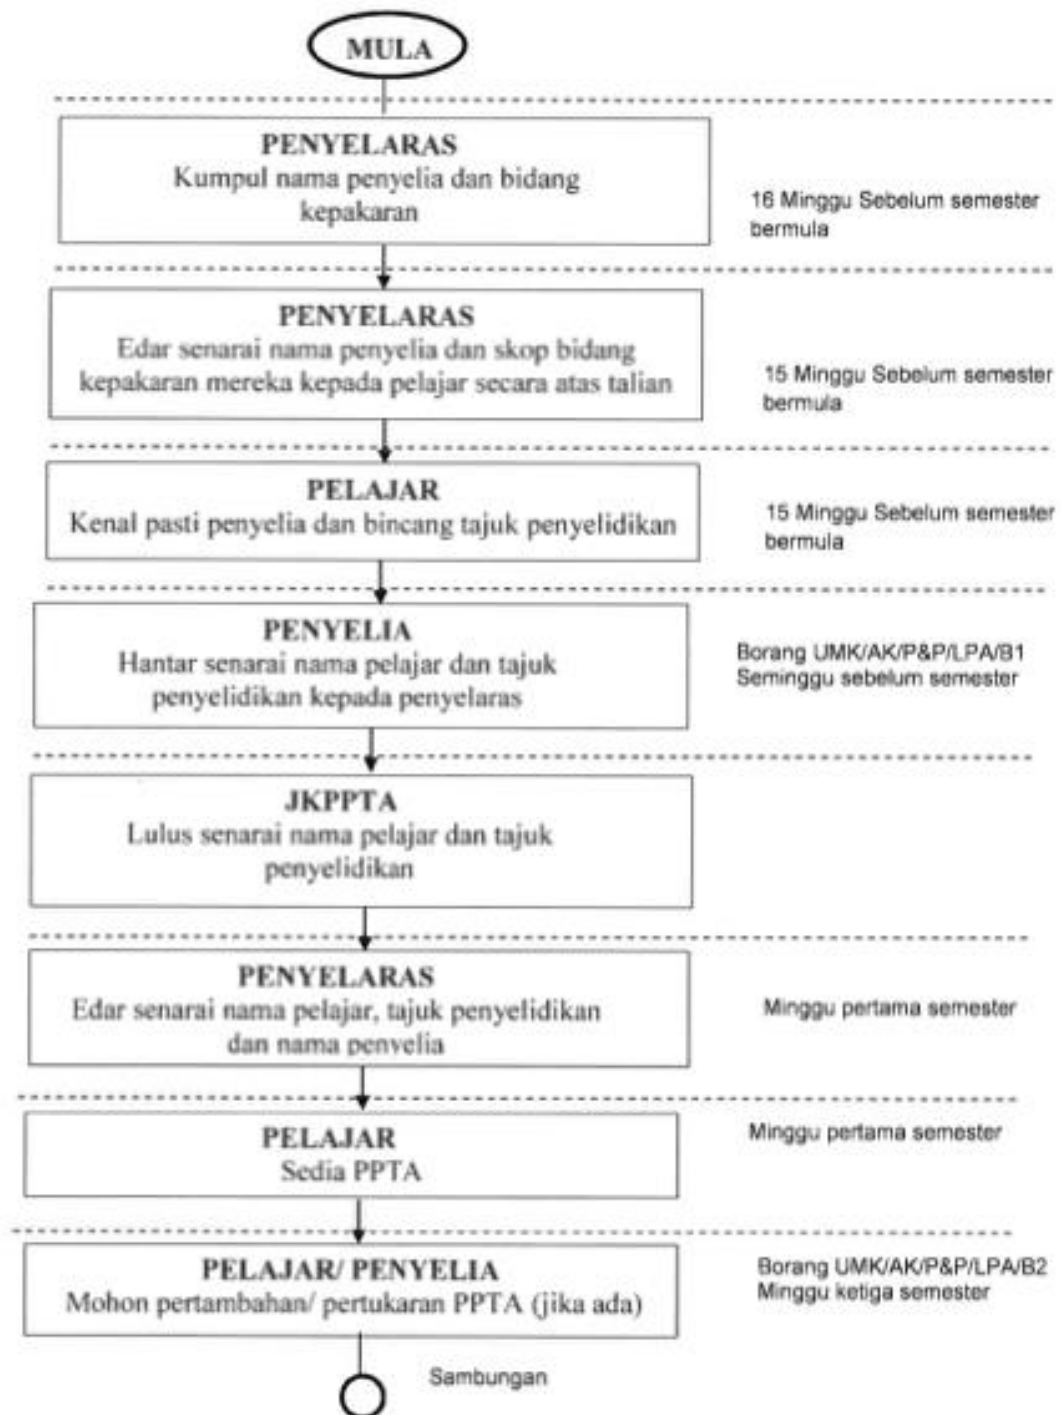 MULA
PENYELARAS
Kumpul nama penyelia dan bidang
kepakaran
16 Minggu Sebelum semester
bermula
PENYELARAS
Edar senarai nama penyelia dan skop bidang
kepakaran mereka kepada pelajar secara atas talian
15 Minggu Sebelum semester
bermula
PELAJAR
Kenal pasti penyelia dan bincang tajuk penyelidikan
15 Minggu Sebelum semester
bermula
PENYELIA
Hantar senarai nama pelajar dan tajuk
penyelidikan kepada penyelaras
Borang UMK/AK/P&P/LPA/B1
Seminggu sebelum semester
JKPPTA
Lulus senarai nama pelajar dan tajuk
penyelidikan
PENYELARAS
Edar senarai nama pelajar, tajuk penyelidikan
dan nama penyelia
Minggu pertama semester
PELAJAR
Sedia PPTA
Minggu pertama semester
PELAJAR/ PENYELIA
Mohon pertambahan/ pertukaran PPTA (jika ada)
Borang UMK/AK/P&P/LPA/B2
Minggu ketiga semester
Sambungan